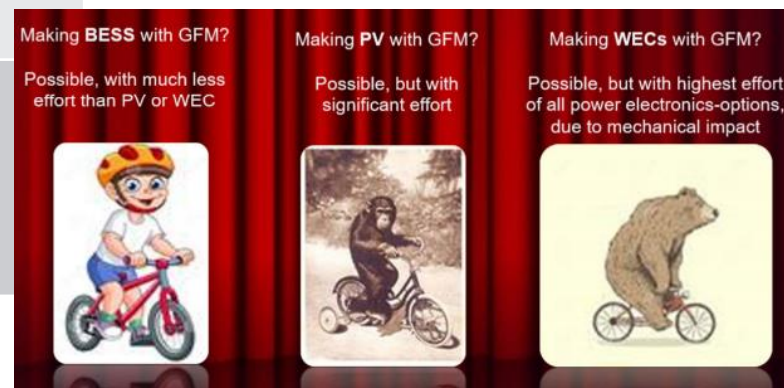 Making BESS with GFM?
Possible, with much less
effort than PV or WEC
Making PV with GFM?
Possible, but with
significant effort
Making WECs with GFM?
Possible, but with highest effort
of all power electronics-options,
due to mechanical impact